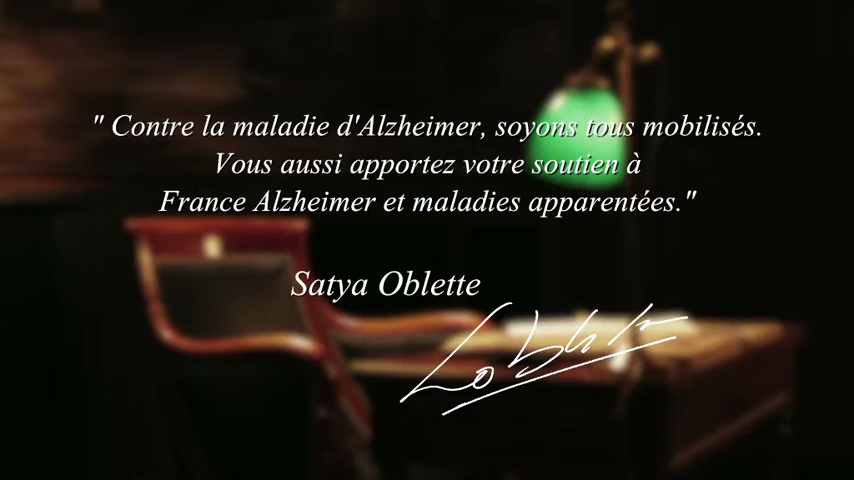 " Contre la maladie d'Alzheimer, soyons tous mobilisés.
Vous aussi apportez votre soutien à
France Alzheimer et maladies apparentées."
Satya Oblette